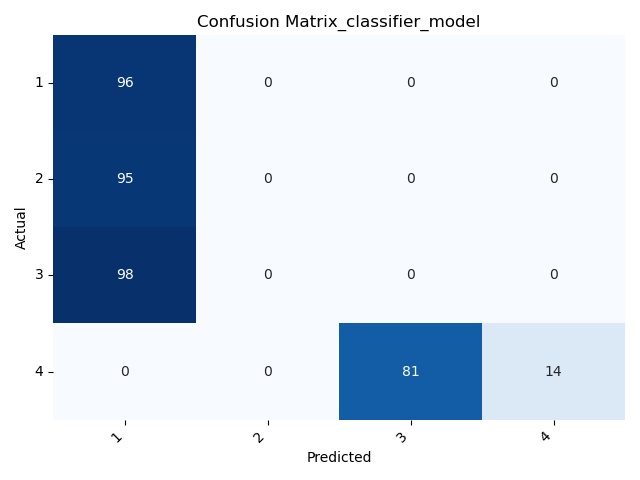 Confusion Matrix_classifier_model
Actual
1 96 0 0 0
2 95 0 0 0
3 98 0 0 0
4 0 0 81 14
1 2 3 4
Predicted